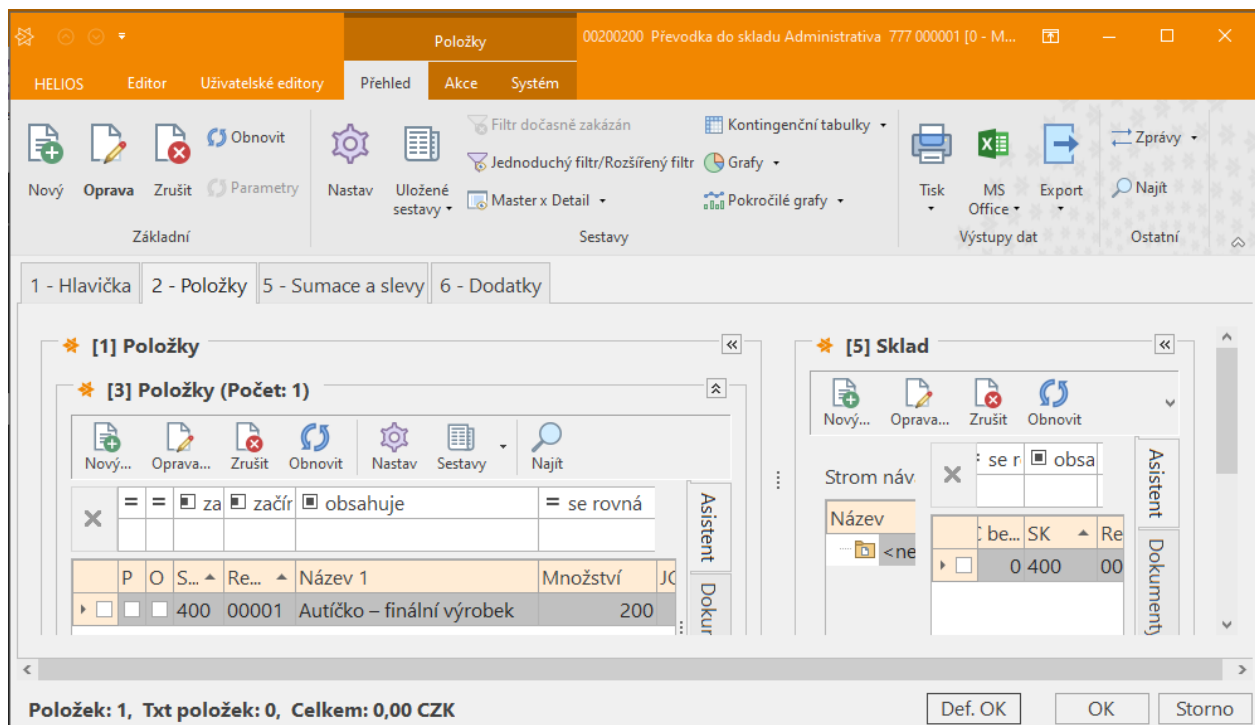 Položky
00200200 Převodka do skladu Administrativa 777 000001 [0 - M...
HELIOS Editor Uživatelské editory Přehled Akce Systém
Nový Oprava Zrušit Obnovit Parametry
Základní
Nastav Uložené sestavy
Filtr dočasné zakázán
Jednoduchý filtr/Rozšířený filtr
Master x Detail
Kontingenční tabulky
Grafy
Pokročilé grafy
Sestavy
Tisk MS Office Export
Výstupy dat
Zprávy
Najít
Ostatní
1 - Hlavička 2 - Položky 5 - Sumace a slevy 6 - Dodatky
[1] Položky
[3] Položky (Počet: 1)
Nový... Oprava... Zrušit Obnovit Nastav Sestavy Najít
= = za začír obsahuje = se rovná
P O S... Re... Název 1 Množství
400 00001 Autíčko – finální výrobek 200
Asistent
Dokur
[5] Sklad
Nový... Oprava... Zrušit Obnovit
Strom náv
Název
<ne
se r obsa
be... SK Re
0 400 00
Asistent
Dokumenty
Položek: 1, Txt položek: 0, Celkem: 0,00 CZK
Def. OK OK Storno